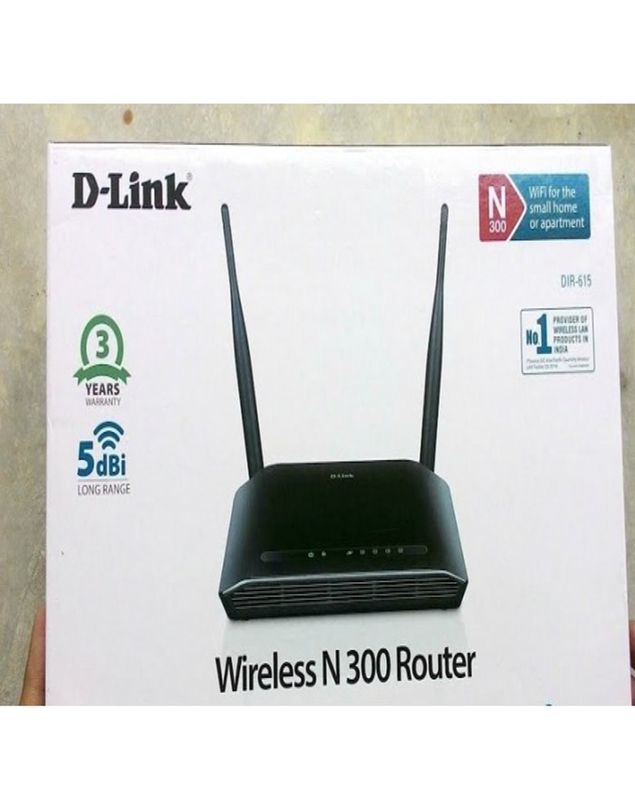 D-Link®
N
300
WiFi for the
small home
or apartment
DIR-615
No.1
PROVIDER OF
WIRELESS LAN
PRODUCTS IN
INDIA
3
YEARS
WARRANTY
5dBi
LONG RANGE
D-Link
Wireless N 300 Router